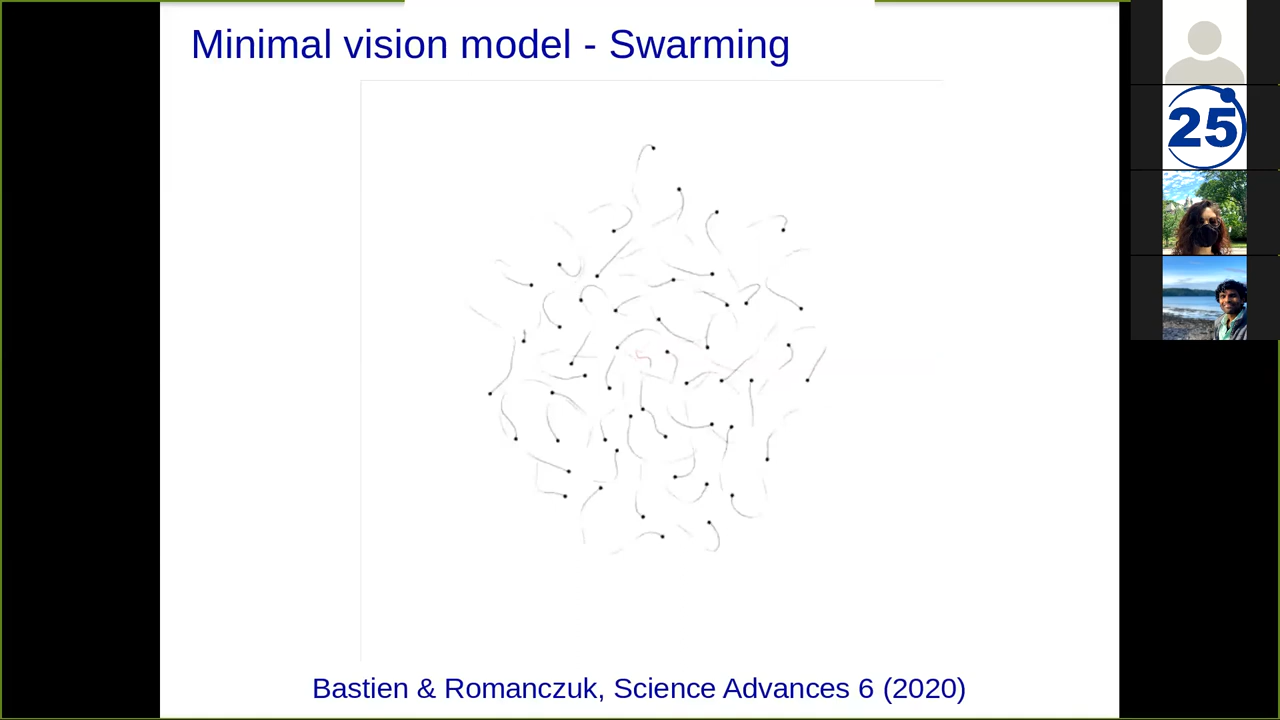 Minimal vision model - Swarming
25
Bastien & Romanczuk, Science Advances 6 (2020)